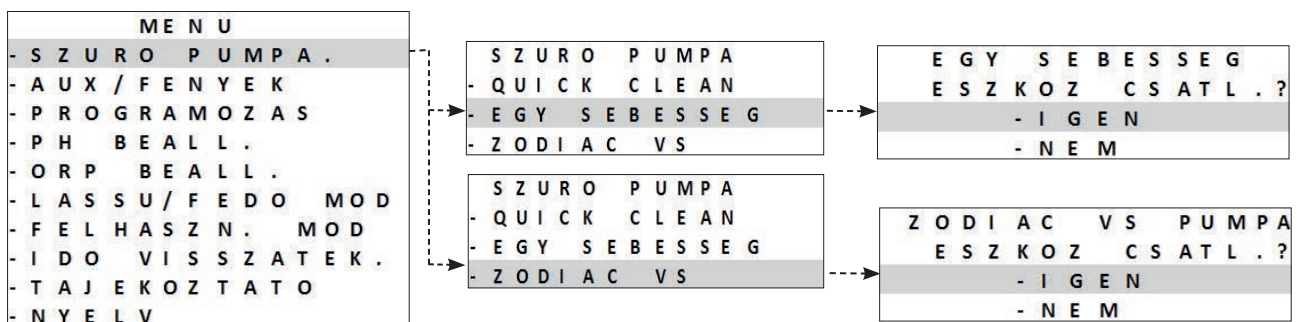 MENU
- SZURO PUMPA.
- AUX/FENYEK
- PROGRAMOZAS
- PH BEALL.
- ORP BEALL.
- LASSU/FEDO MOD
- FELHASZN. MOD
- IDO VISSZATEK.
- TAJEKOZTATO
- NYELV
SZURO PUMPA
- QUICK CLEAN
- EGY SEBESSEG
- ZODIAC VS
SZURO PUMPA
- QUICK CLEAN
- EGY SEBESSEG
- ZODIAC VS
EGY SEBESSEG
ESZKOZ CSATL.?
- IGEN
- NEM
ZODIAC VS PUMPA
ESZKOZ CSATL.?
- IGEN
- NEM